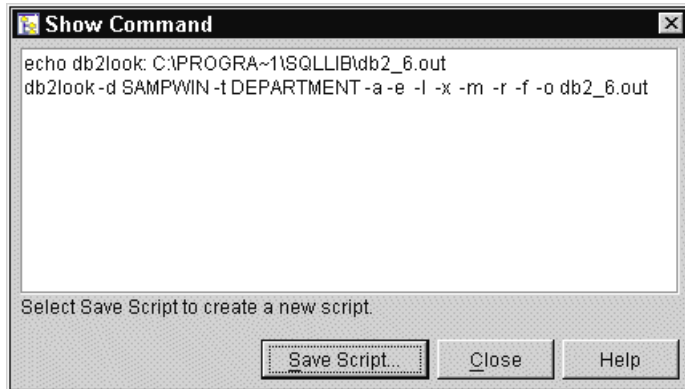 Show Command
echo db2look: C:\PROGRA~1\SQLLIB\db2_6.out
db2look -d SAMPWIN -t DEPARTMENT -a -e -l -x -m -r -f -o db2_6.out
Select Save Script to create a new script.
Save Script... Close Help